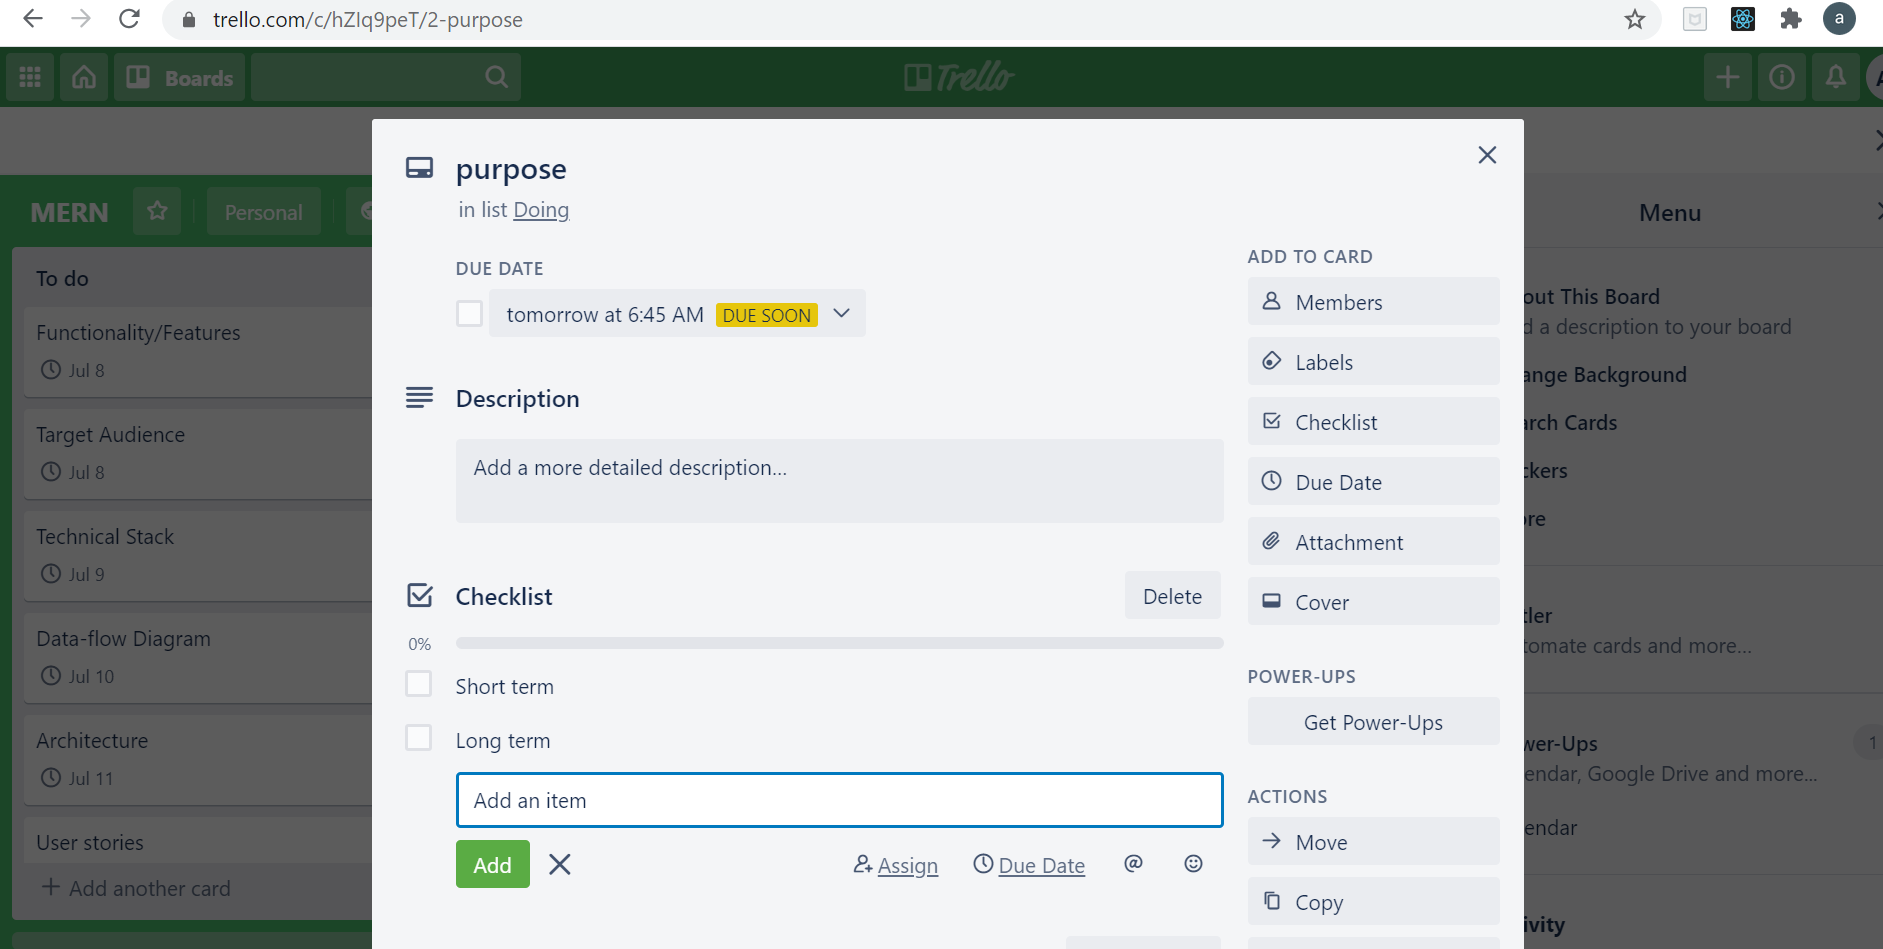 trello.com/c/hZIq9peT/2-purpose
a
Boards
Trello
MERN
Personal
To do
Functionality/Features
Jul 8
Target Audience
Jul 8
Technical Stack
Jul 9
Data-flow Diagram
Jul 10
Architecture
Jul 11
User stories
+ Add another card
purpose
in list Doing
DUE DATE
tomorrow at 6:45 AM DUE SOON
Description
Add a more detailed description...
Checklist
Delete
0%
Short term
Long term
Add an item
Add
Assign
Due Date
@
ADD TO CARD
Members
Labels
Checklist
Due Date
Attachment
Cover
POWER-UPS
Get Power-Ups
ACTIONS
Move
Copy
Menu
out This Board
d a description to your board
ange Background
arch Cards
ckers
re
tler
tomate cards and more...
wer-Ups
1
endar, Google Drive and more...
endar
ivity